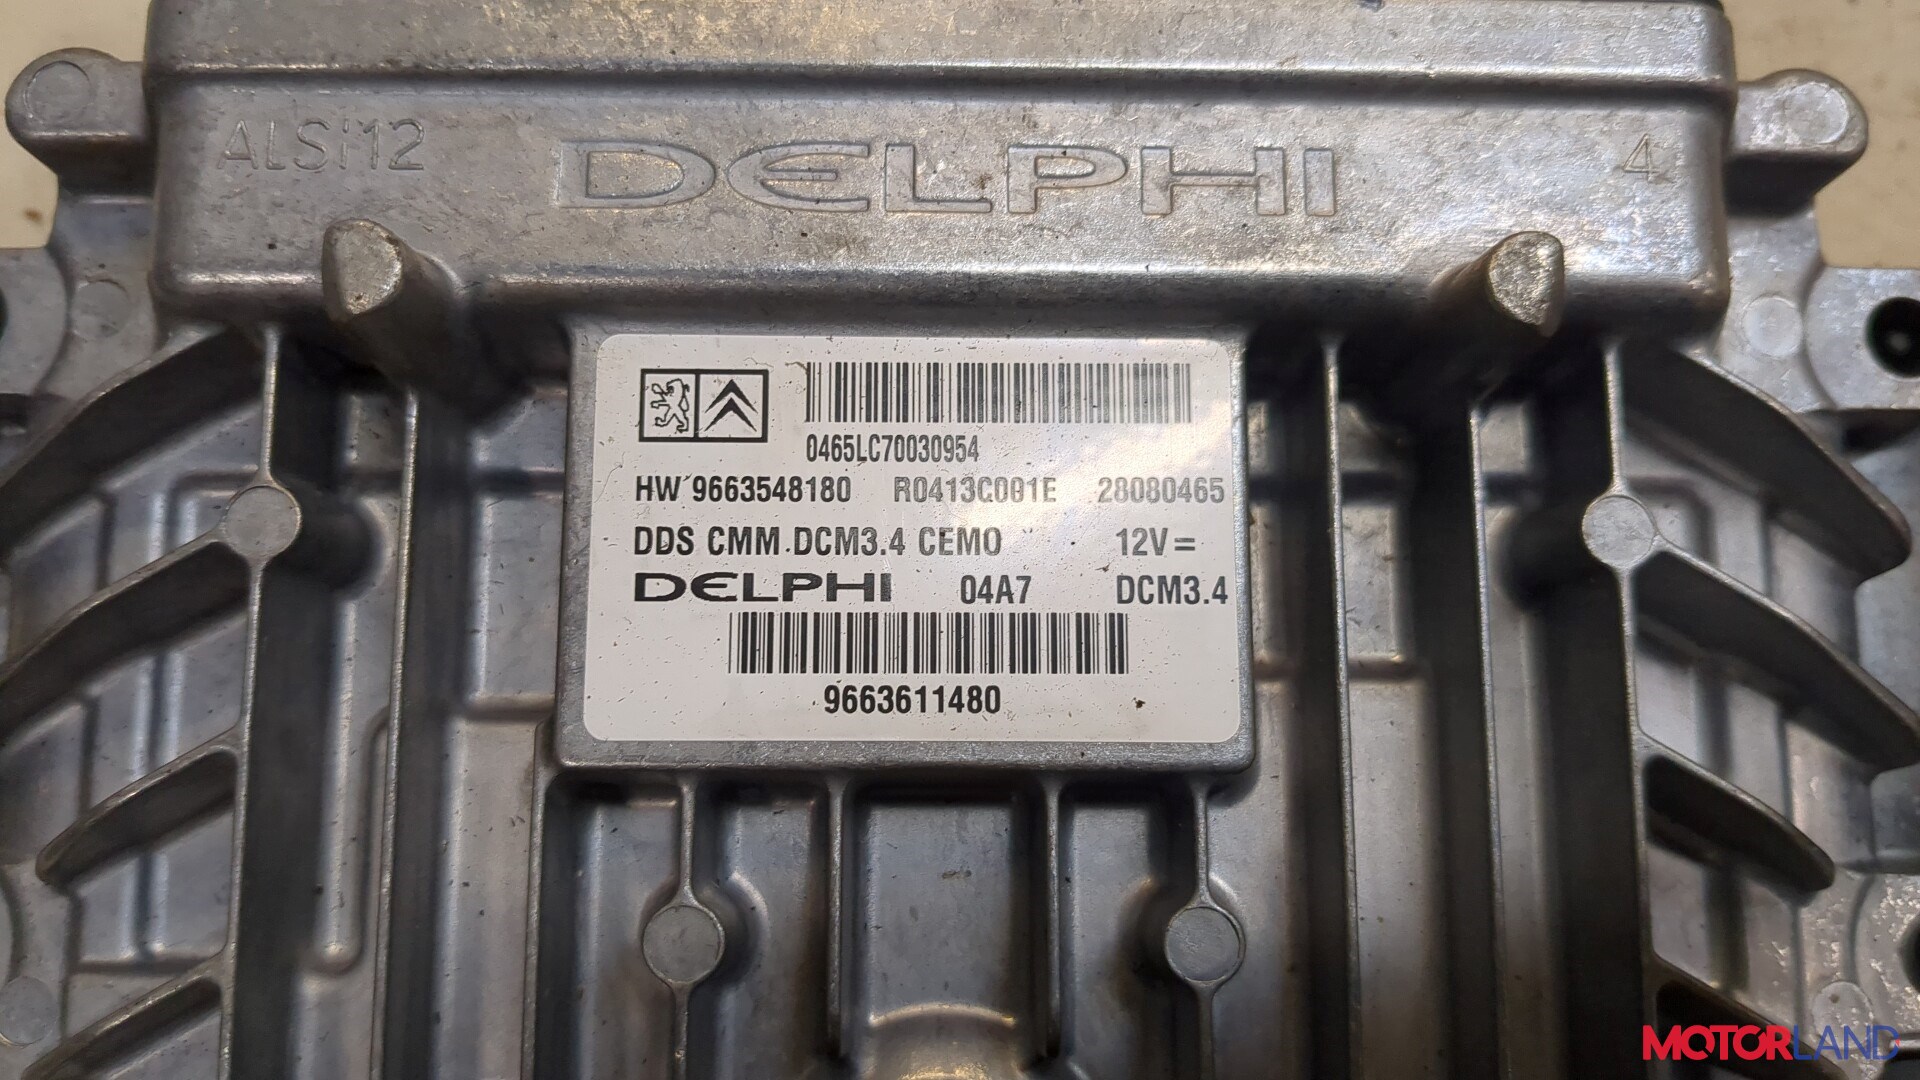 ALSi12 DELPHI 4
0465LC70030954
HW 9663548180 R0413C001E 28080465
DDS CMM DCM3.4 CEMO 12V=
DELPHI 04A7 DCM3.4
9663611480
MOTORLAND